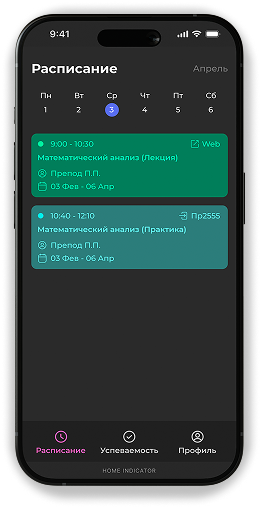 9:41
Расписание Апрель
Пн Вт Ср Чт Пт Сб
1 2 3 4 5 6
9:00 - 10:30 Web
Математический анализ (Лекция)
Препод П.П.
03 Фев - 06 Апр
10:40 - 12:10 Пр2555
Математический анализ (Практика)
Препод П.П.
03 Фев - 06 Апр
Расписание Успеваемость Профиль
HOME INDICATOR